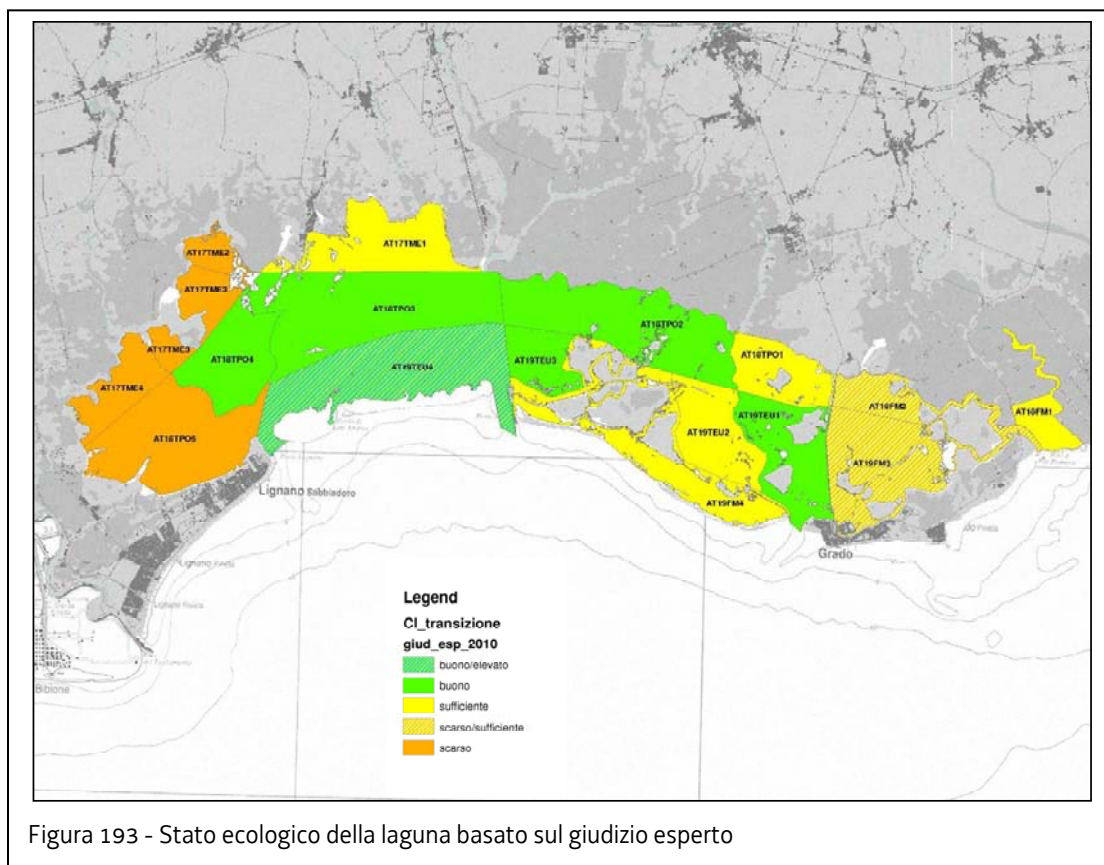 AT17TME1
AT17TME2
AT17TME3
AT18TPO3
AT18TPO2
AT17TME3
AT18TPO4
AT19TEU4
AT19TEU3
AT18TPO1
AT17TME4
AT19FM2
AT18FM1
AT19TEU1
AT19TEU2
AT18TPO5
AT19FM3
AT19FM4
Lignano Sabbiadoro
Grado
Bibione
Legend
CI_transizione
giud_esp_2010
buono/elevato
buono
sufficiente
scarso/sufficiente
scarso
Figura 193 - Stato ecologico della laguna basato sul giudizio esperto